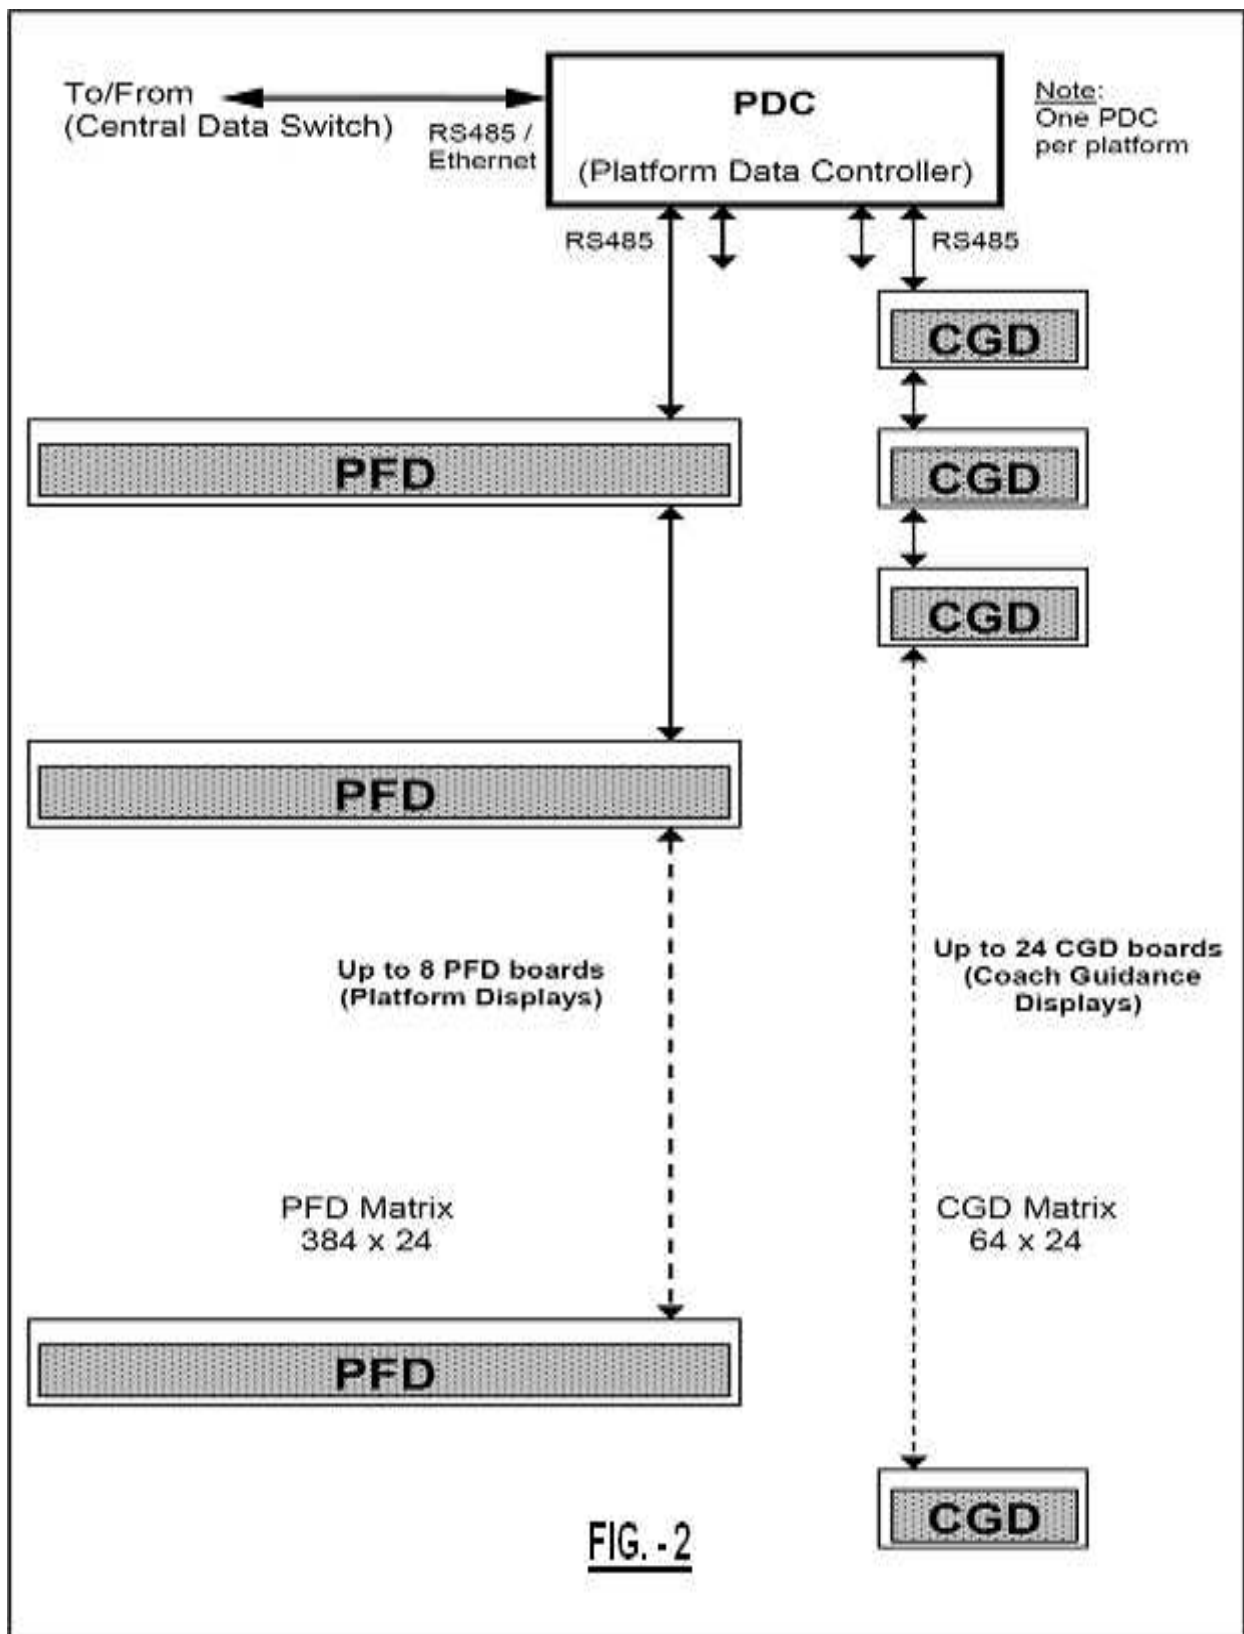 To/From
(Central Data Switch)
RS485 /
Ethernet
PDC
(Platform Data Controller)
Note:
One PDC
per platform
RS485
RS485
CGD
PFD
CGD
CGD
PFD
Up to 8 PFD boards
(Platform Displays)
Up to 24 CGD boards
(Coach Guidance
Displays)
PFD Matrix
384 x 24
CGD Matrix
64 x 24
PFD
CGD
FIG. - 2